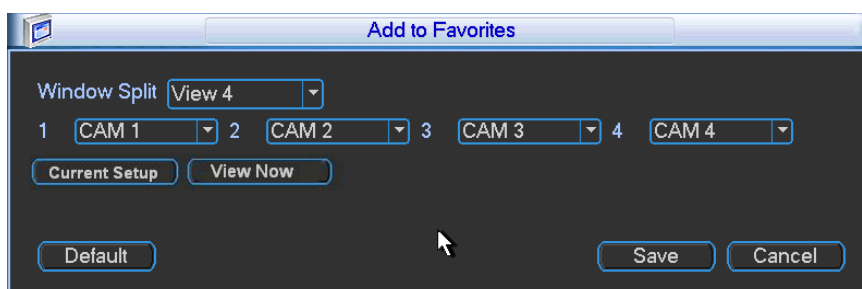 Add to Favorites
Window Split View 4
1 CAM 1 2 CAM 2 3 CAM 3 4 CAM 4
Current Setup View Now
Default Save Cancel